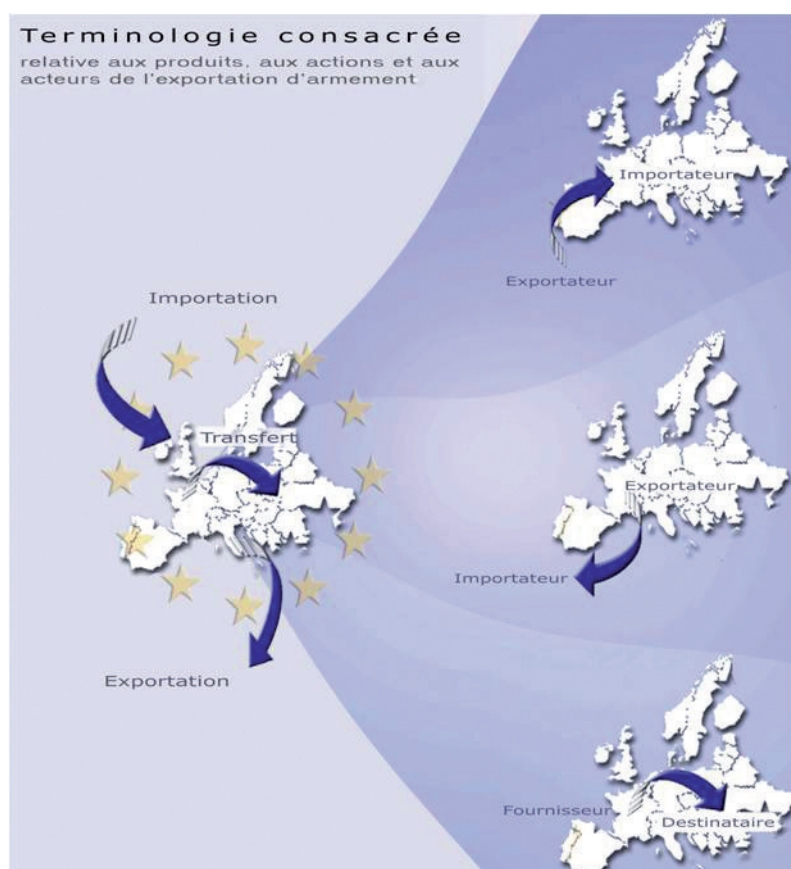 Terminologie consacrée
relative aux produits, aux actions et aux
acteurs de l'exportation d'armement
Importation
Transfert
Exportation
Importateur
Exportateur
Exportateur
Importateur
Fournisseur
Destinataire